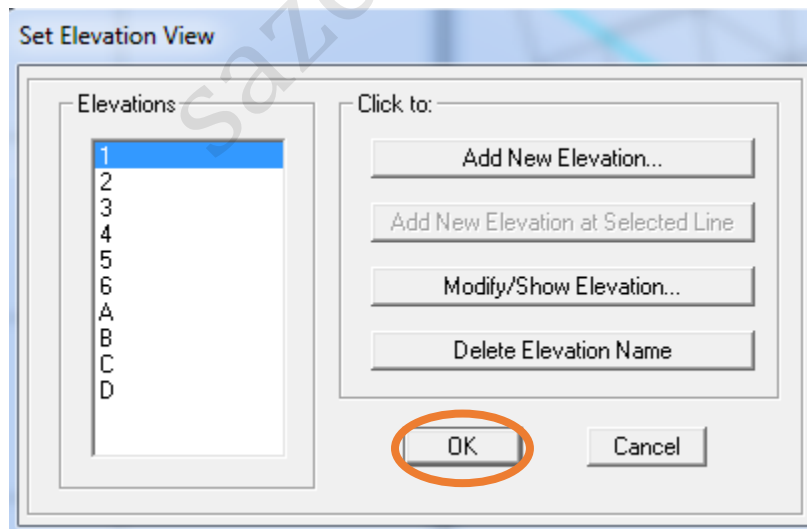 Set Elevation View
Elevations
1
2
3
4
5
6
A
B
C
D
Click to:
Add New Elevation...
Add New Elevation at Selected Line
Modify/Show Elevation...
Delete Elevation Name
OK
Cancel